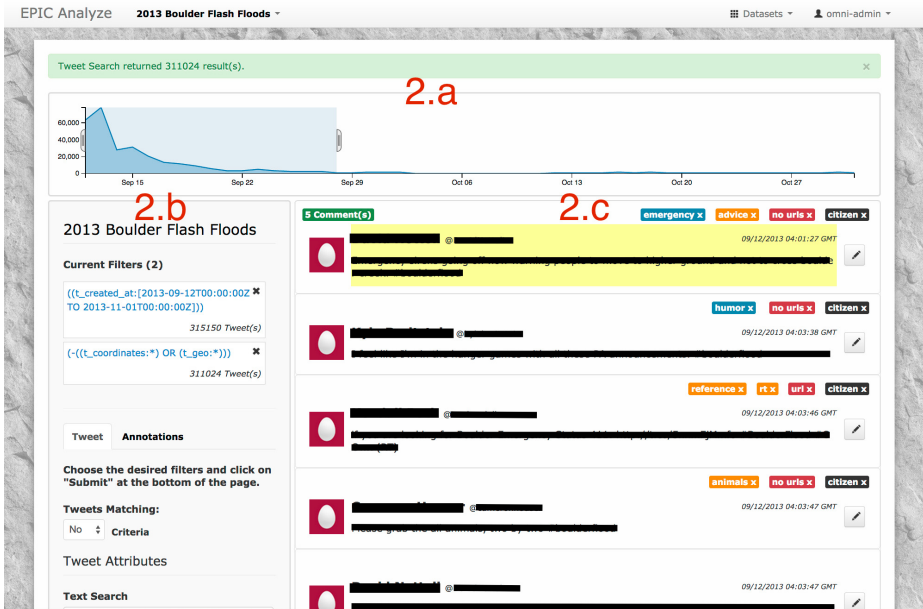 EPIC Analyze 2013 Boulder Flash Floods Datasets omni-admin
Tweet Search returned 311024 result(s). ×
2.a
60,000
40,000
20,000
0
Sep 15 Sep 22 Sep 29 Oct 06 Oct 13 Oct 20 Oct 27
2.b
2013 Boulder Flash Floods
Current Filters (2)
((t_created_at:[2013-09-12T00:00:00Z
TO 2013-11-01T00:00:00Z]))
315150 Tweet(s)
(-((t_coordinates:*) OR (t_geo:*)))
311024 Tweet(s)
Tweet Annotations
Choose the desired filters and click on
"Submit" at the bottom of the page.
Tweets Matching:
No Criteria
Tweet Attributes
Text Search
2.c
5 Comment(s) emergency x advice x no urls x citizen x
@ 09/12/2013 04:01:27 GMT
humor x no urls x citizen x
@ 09/12/2013 04:03:38 GMT
reference x rt x url x citizen x
@ 09/12/2013 04:03:46 GMT
animals x no urls x citizen x
@ 09/12/2013 04:03:47 GMT
@ 09/12/2013 04:03:47 GMT